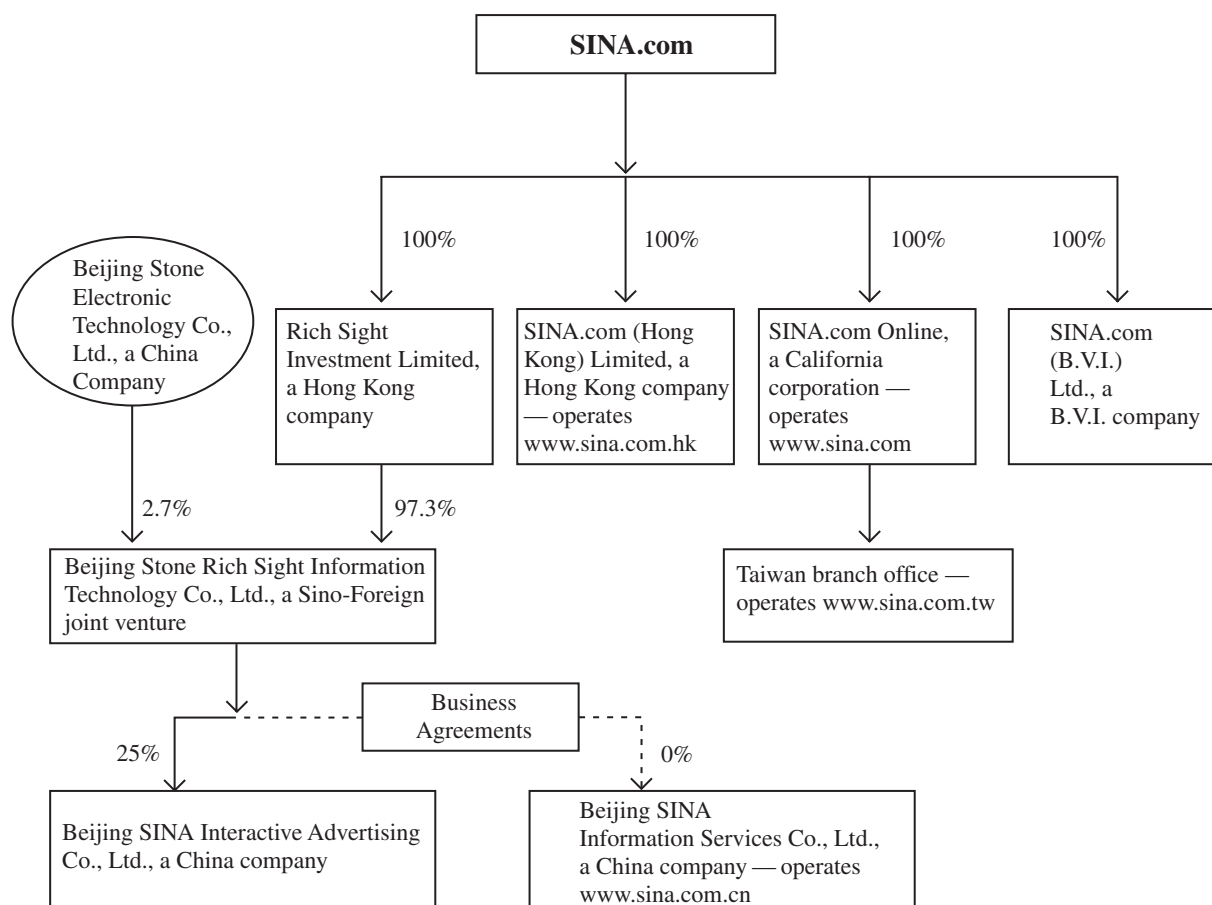 SINA.com
100%
100%
100%
100%
Beijing Stone
Electronic
Technology Co.,
Ltd., a China
Company
Rich Sight
Investment Limited,
a Hong Kong
company
SINA.com (Hong
Kong) Limited, a
Hong Kong company
— operates
www.sina.com.hk
SINA.com Online,
a California
corporation —
operates
www.sina.com
SINA.com
(B.V.I.)
Ltd., a
B.V.I. company
2.7%
97.3%
Beijing Stone Rich Sight Information
Technology Co., Ltd., a Sino-Foreign
joint venture
Taiwan branch office —
operates www.sina.com.tw
Business
Agreements
25%
0%
Beijing SINA Interactive Advertising
Co., Ltd., a China company
Beijing SINA
Information Services Co., Ltd.,
a China company — operates
www.sina.com.cn